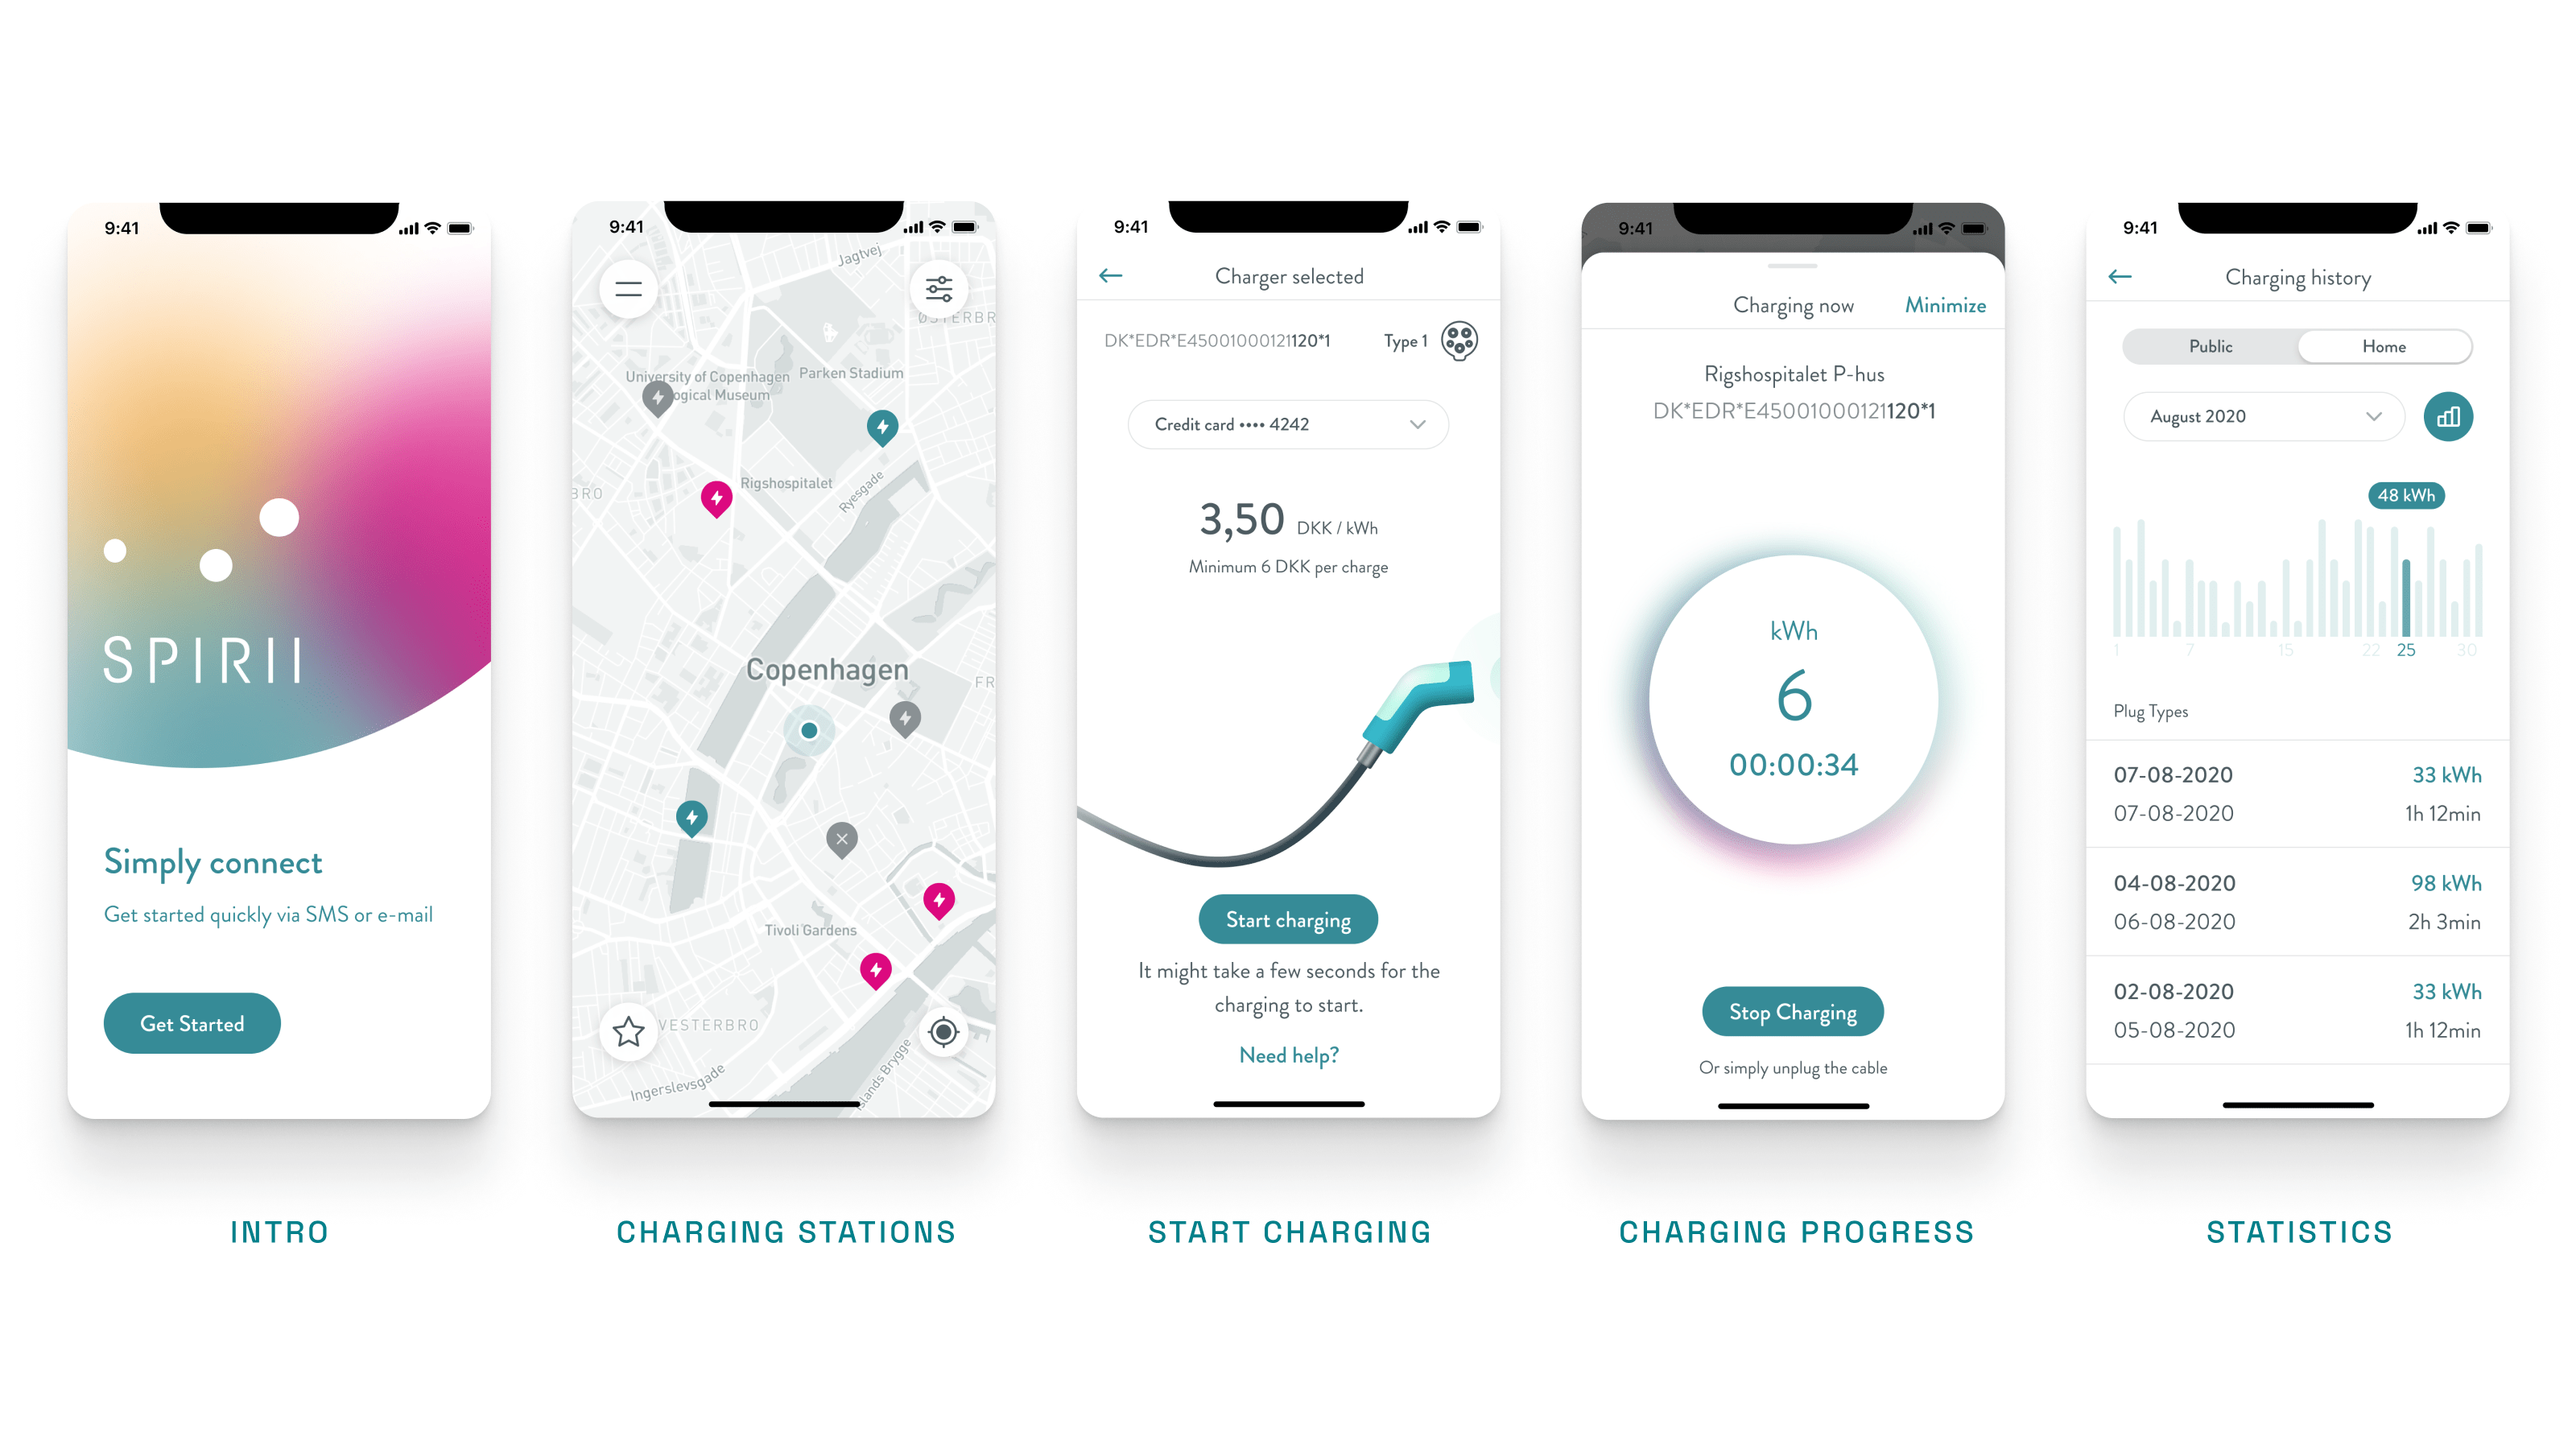 9:41
SPIRII
Simply connect
Get started quickly via SMS or e-mail
Get Started
INTRO
9:41
Jagtvej
ØSTERBR
University of Copenhagen
ogical Museum
Parken Stadium
BRO
Rigshospitalet
Ryesgade
Copenhagen
FR
Tivoli Gardens
VESTERBRO
Ingerslevsgade
Islands Brygge
CHARGING STATIONS
9:41
Charger selected
DK*EDR*E45001000121120*1 Type 1
Credit card •••• 4242
3,50 DKK / kWh
Minimum 6 DKK per charge
Start charging
It might take a few seconds for the
charging to start.
Need help?
START CHARGING
9:41
Charging now Minimize
Rigshospitalet P-hus
DK*EDR*E45001000121120*1
kWh
6
00:00:34
Stop Charging
Or simply unplug the cable
CHARGING PROGRESS
9:41
Charging history
Public Home
August 2020
48 kWh
1 7 15 22 25 30
Plug Types
07-08-2020 33 kWh
07-08-2020 1h 12min
04-08-2020 98 kWh
06-08-2020 2h 3min
02-08-2020 33 kWh
05-08-2020 1h 12min
STATISTICS